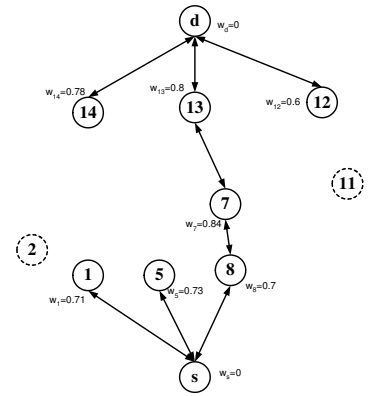 d w_d=0
w_14=0.78 w_13=0.8
14 13 w_12=0.6 12
11
7
w_7=0.84
2
1 5 8
w_1=0.71 w_5=0.73 w_8=0.7
s w_s=0